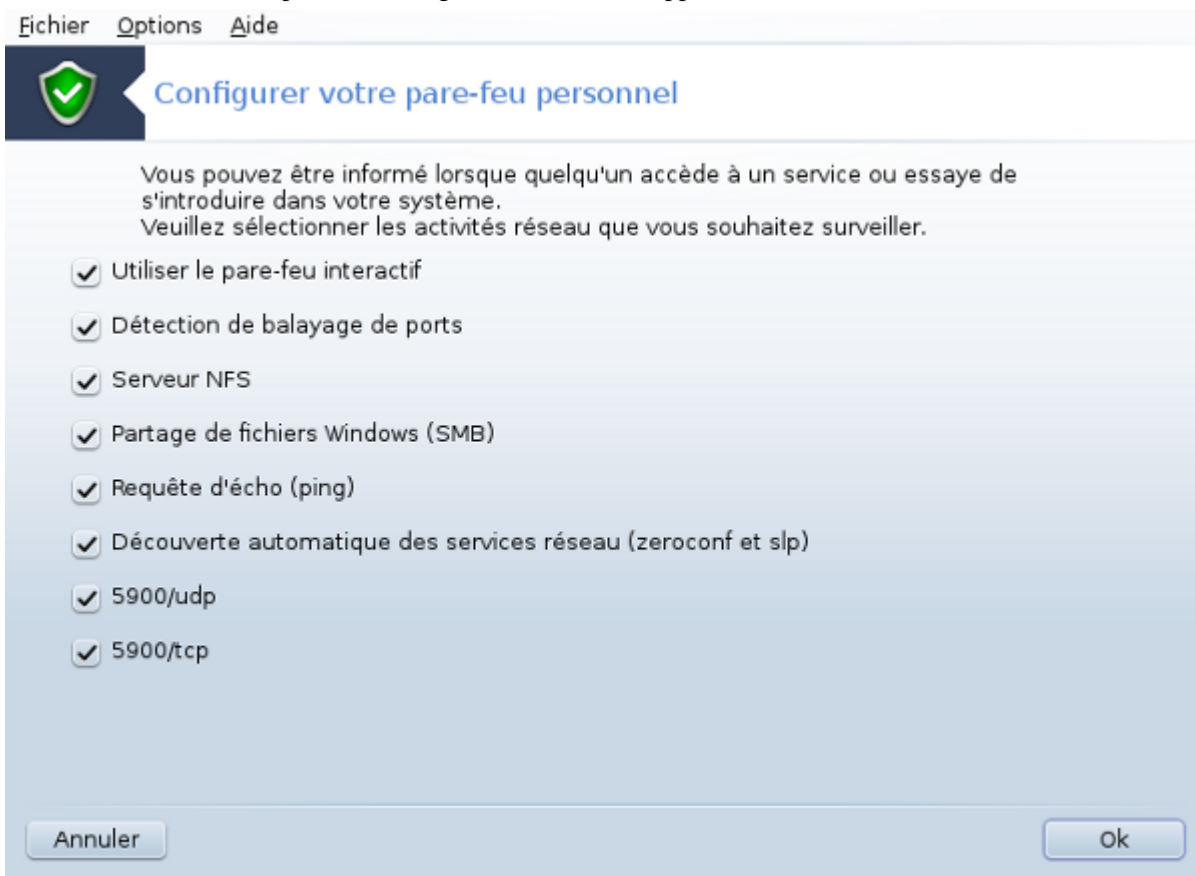 Fichier Options Aide
Configurer votre pare-feu personnel
Vous pouvez être informé lorsque quelqu'un accède à un service ou essaye de
s'introduire dans votre système.
Veuillez sélectionner les activités réseau que vous souhaitez surveiller.
Utiliser le pare-feu interactif
Détection de balayage de ports
Serveur NFS
Partage de fichiers Windows (SMB)
Requête d'écho (ping)
Découverte automatique des services réseau (zeroconf et slp)
5900/udp
5900/tcp
Annuler Ok